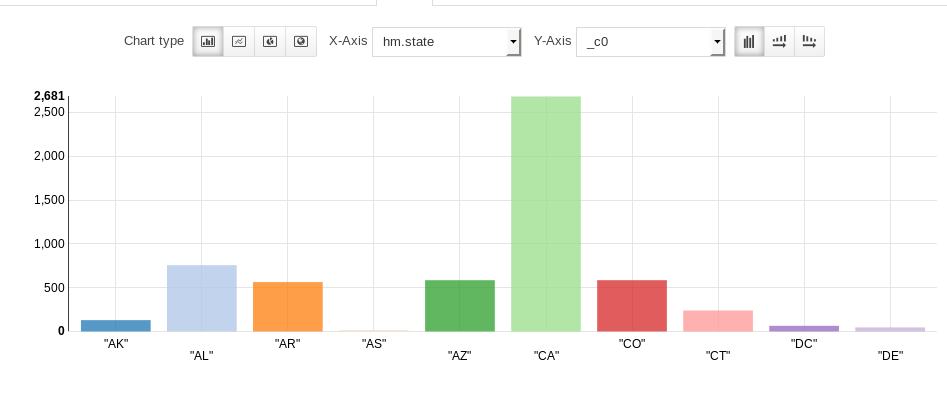 Chart type X-Axis hm.state Y-Axis _c0
2,681
2,500
2,000
1,500
1,000
500
0
"AK" "AR" "AS" "CO" "DC"
"AL" "AZ" "CA" "CT" "DE"